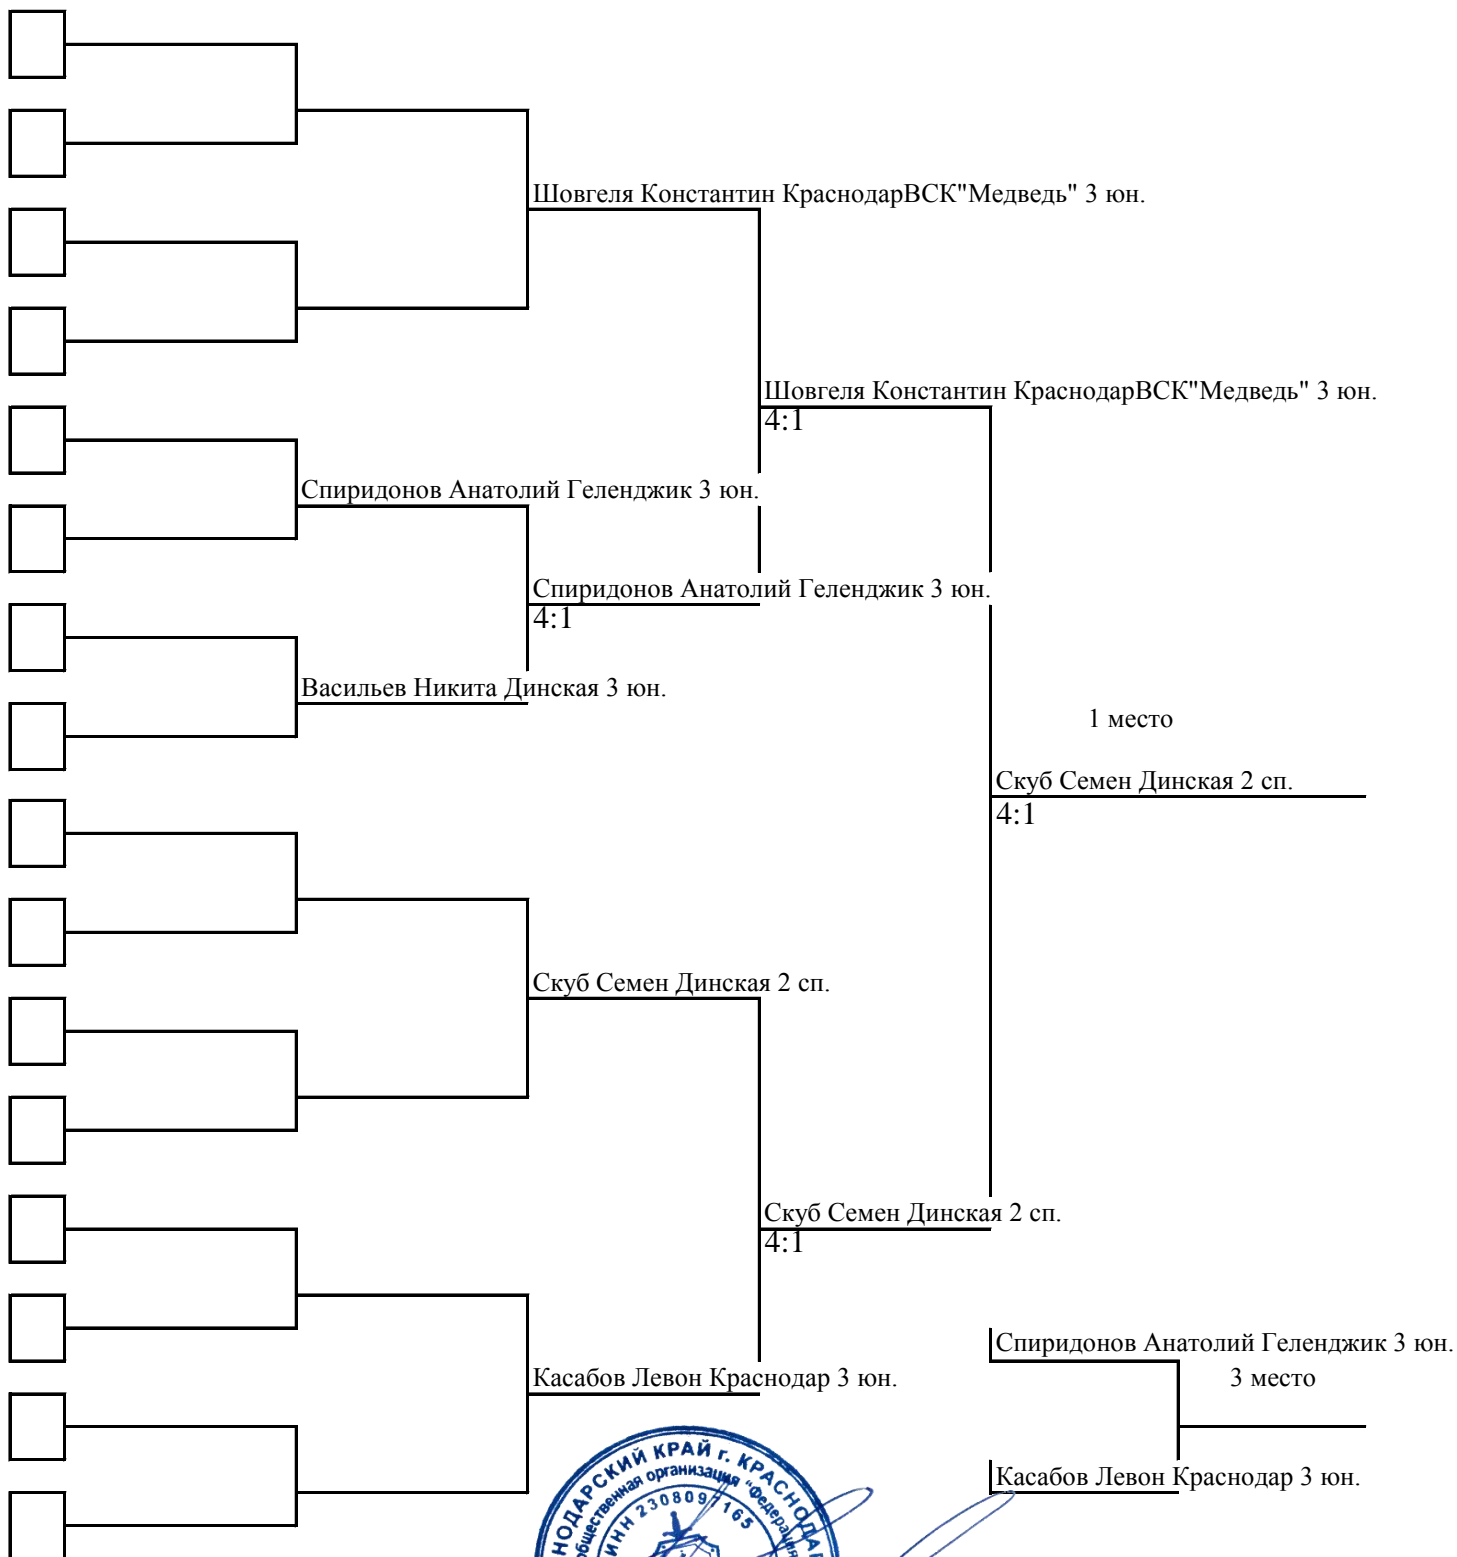 Шовгеля Константин КраснодарВСК"Медведь" 3 юн.
Шовгеля Константин КраснодарВСК"Медведь" 3 юн.
4:1
Спиридонов Анатолий Геленджик 3 юн.
Спиридонов Анатолий Геленджик 3 юн.
4:1
Васильев Никита Динская 3 юн.
1 место
Скуб Семен Динская 2 сп.
4:1
Скуб Семен Динская 2 сп.
Скуб Семен Динская 2 сп.
4:1
Спиридонов Анатолий Геленджик 3 юн.
Касабов Левон Краснодар 3 юн.
3 место
Касабов Левон Краснодар 3 юн.
КРАЙ г.
общественная организация "Федерация
ИНН 2308097165